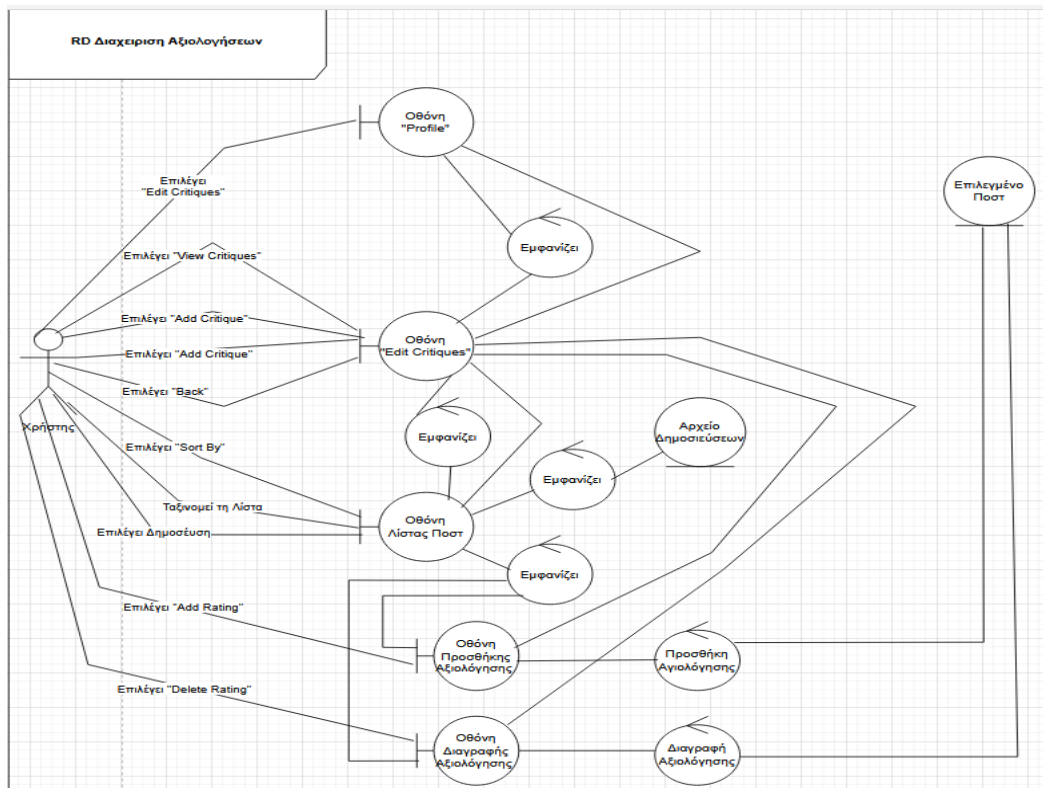 RD Διαχειριση Αξιολογήσεων
Οθόνη
"Profile"
Επιλέγει
"Edit Critiques"
Επιλεγμένο
Ποστ
Εμφανίζει
Επιλέγει "View Critiques"
Επιλέγει "Add Critique"
Οθόνη
"Edit Critiques"
Επιλέγει "Add Critique"
Επιλέγει "Back"
Χρήστης
Εμφανίζει
Αρχείο
Δημοσιεύσεων
Επιλέγει "Sort By"
Εμφανίζει
Ταξινομεί τη Λίστα
Οθόνη
Λίστας Ποστ
Επιλέγει Δημοσέυση
Εμφανίζει
Επιλέγει "Add Rating"
Οθόνη
Προσθήκης
Αξιολόγησης
Προσθήκη
Αγιολόγησης
Επιλέγει "Delete Rating"
Οθόνη
Διαγραφής
Αξιολόγησης
Διαγραφή
Αξιολόγησης